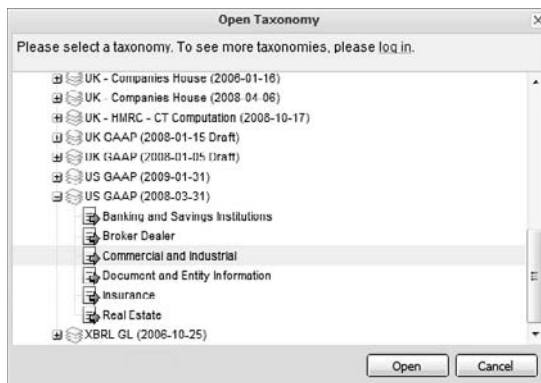 Open Taxonomy
Please select a taxonomy. To see more taxonomies, please log in.
UK - Companies House (2006-01-16)
UK - Companies House (2008-04-06)
UK - HMRC - CT Computation (2008-10-17)
UK GAAP (2008-01-15 Draft)
UK GAAP (2008-01-05 Draft)
US GAAP (2009-01-31)
US GAAP (2008-03-31)
Banking and Savings Institutions
Broker Dealer
Commercial and Industrial
Document and Entity Information
Insurance
Real Estate
XBRL GL (2006-10-25)
Open Cancel